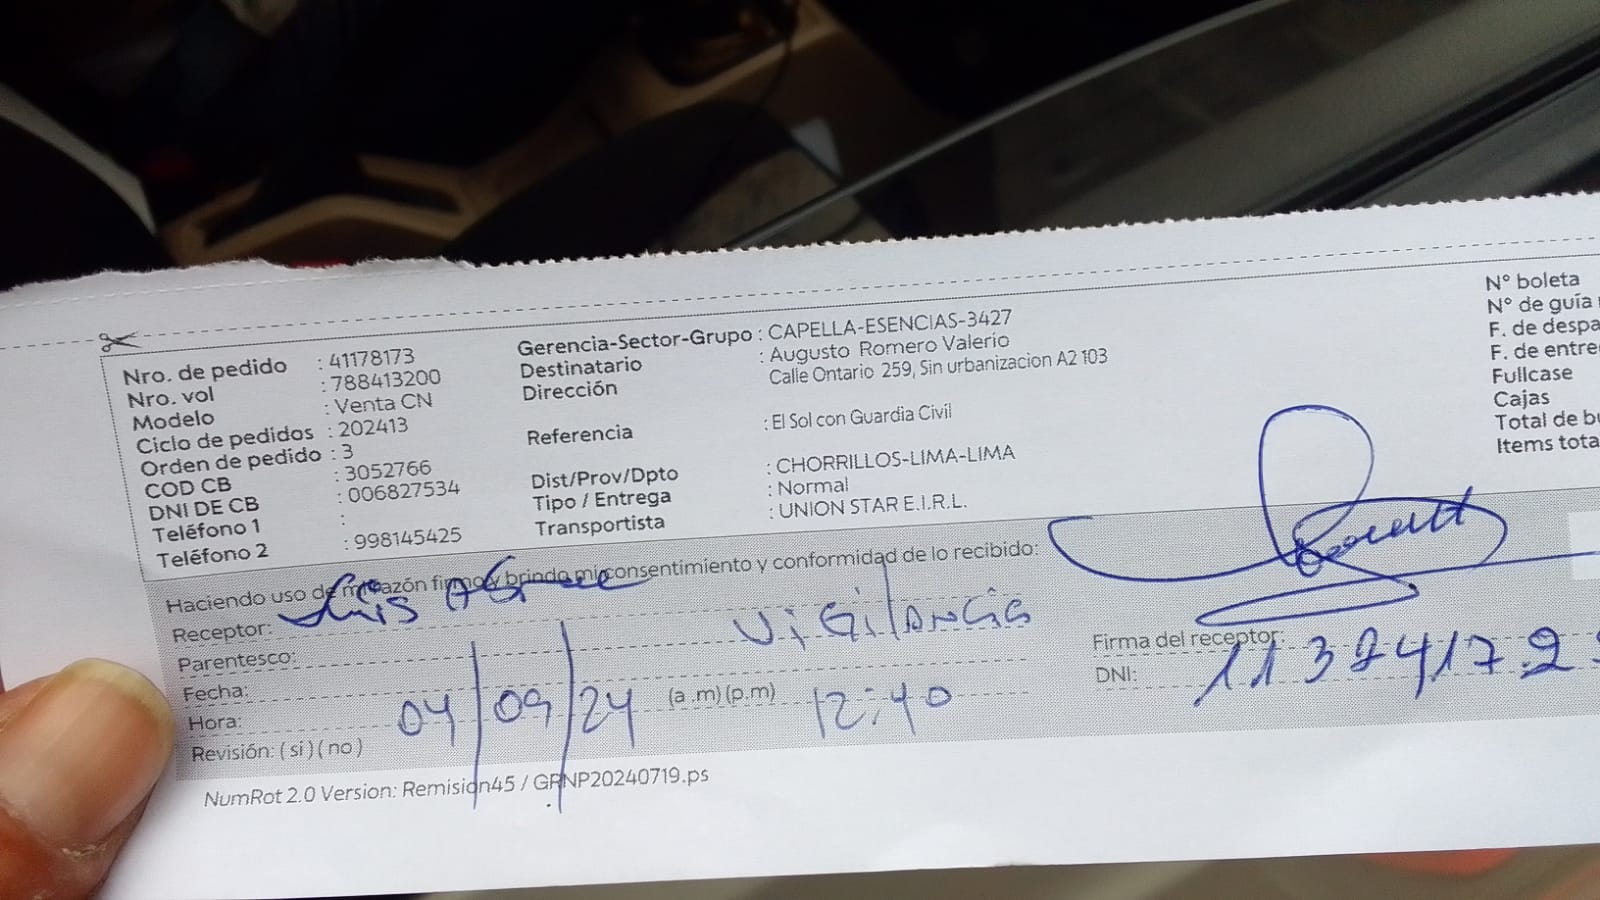 Nro. de pedido : 41178173
Nro. vol : 788413200
Modelo : Venta CN
Ciclo de pedidos : 202413
Orden de pedido : 3
COD CB : 3052766
DNI DE CB : 006827534
Teléfono 1 :
Teléfono 2 : 998145425
Gerencia-Sector-Grupo : CAPELLA-ESENCIAS-3427
Destinatario : Augusto Romero Valerio
Dirección Calle Ontario 259, Sin urbanizacion A2 103
Referencia : El Sol con Guardia Civil
Dist/Prov/Dpto : CHORRILLOS-LIMA-LIMA
Tipo / Entrega : Normal
Transportista : UNION STAR E.I.R.L.
N° boleta
N° de guía
F. de despa
F. de entre
Fullcase
Cajas
Total de bu
Items tota
Haciendo uso de mi razón firmo y brindo mi consentimiento y conformidad de lo recibido:
Receptor: Luis
Parentesco: Vigilancia
Fecha: 04/09/24
Hora: (a.m)(p.m) 12:40
Revisión: (si)(no)
Firma del receptor:
DNI:
NumRot 2.0 Version: Remision45 / GRNP20240719.ps